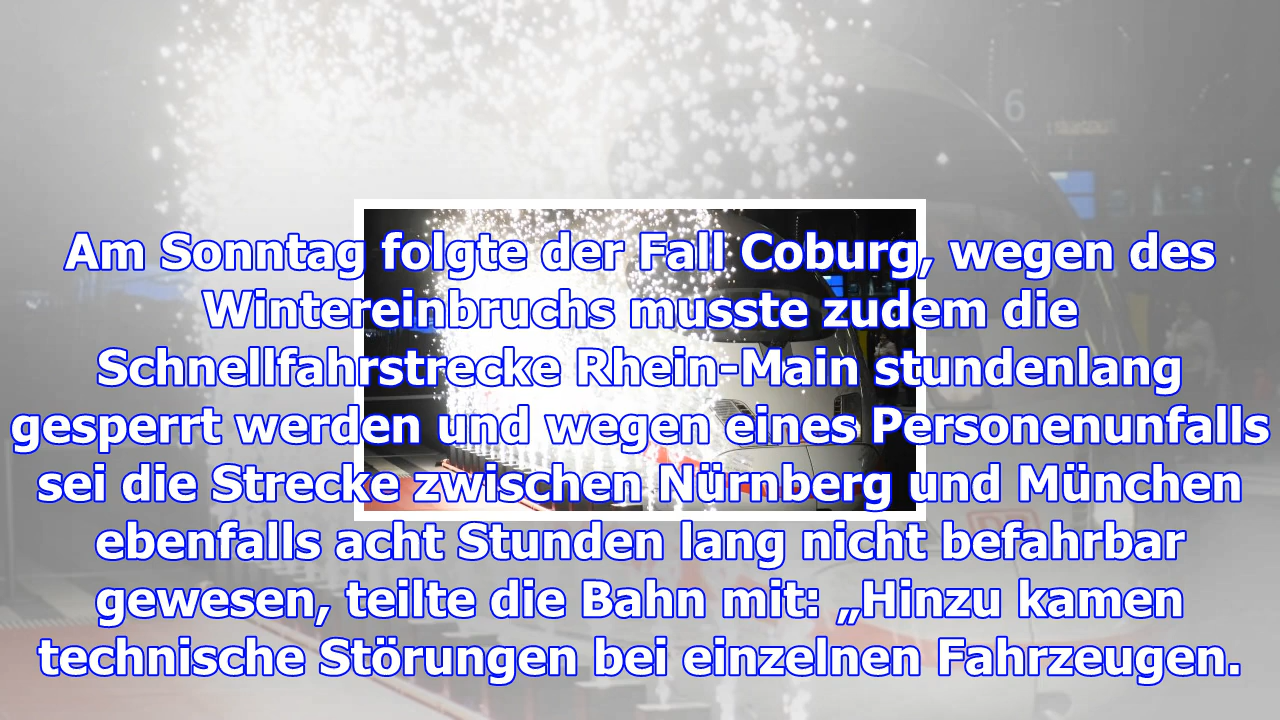 6
Am Sonntag folgte der Fall Coburg, wegen des
Wintereinbruchs musste zudem die
Schnellfahrstrecke Rhein-Main stundenlang
gesperrt werden und wegen eines Personenunfalls
sei die Strecke zwischen Nürnberg und München
ebenfalls acht Stunden lang nicht befahrbar
gewesen, teilte die Bahn mit: „Hinzu kamen
technische Störungen bei einzelnen Fahrzeugen.